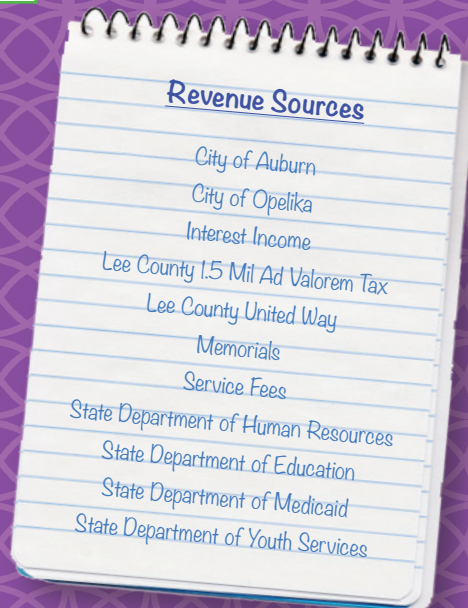 Revenue Sources
City of Auburn
City of Opelika
Interest Income
Lee County 1.5 Mil Ad Valorem Tax
Lee County United Way
Memorials
Service Fees
State Department of Human Resources
State Department of Education
State Department of Medicaid
State Department of Youth Services